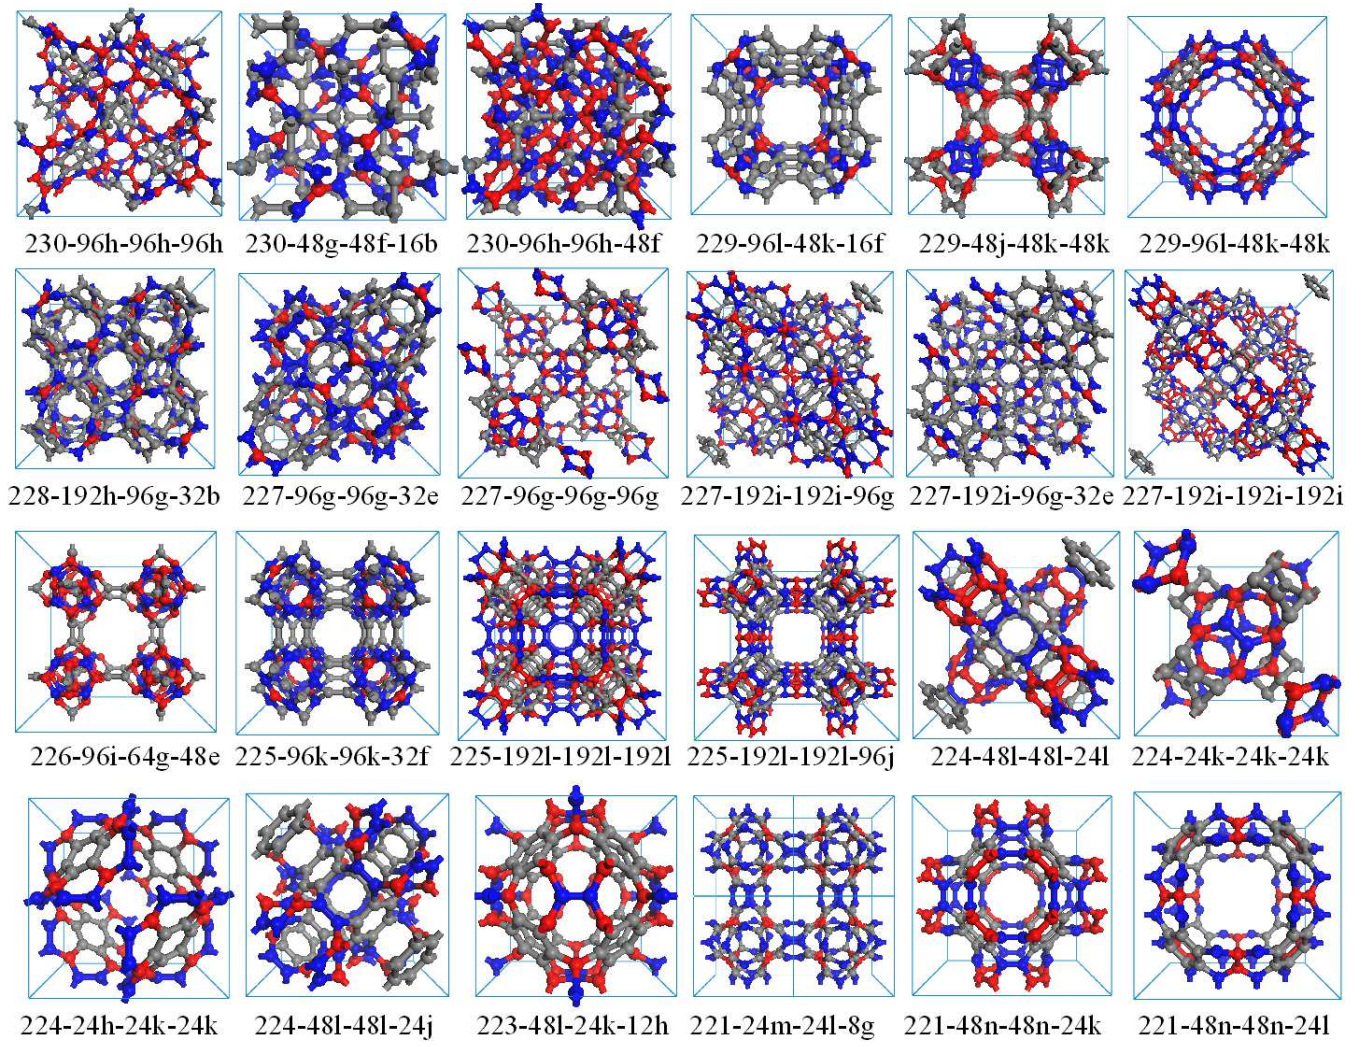 230-96h-96h-96h 230-48g-48f-16b 230-96h-96h-48f 229-96l-48k-16f 229-48j-48k-48k 229-96l-48k-48k
228-192h-96g-32b 227-96g-96g-32e 227-96g-96g-96g 227-192i-192i-96g 227-192i-96g-32e 227-192i-192i-192i
226-96i-64g-48e 225-96k-96k-32f 225-192l-192l-192l 225-192l-192l-96j 224-48l-48l-24l 224-24k-24k-24k
224-24h-24k-24k 224-48l-48l-24j 223-48l-24k-12h 221-24m-24l-8g 221-48n-48n-24k 221-48n-48n-24l